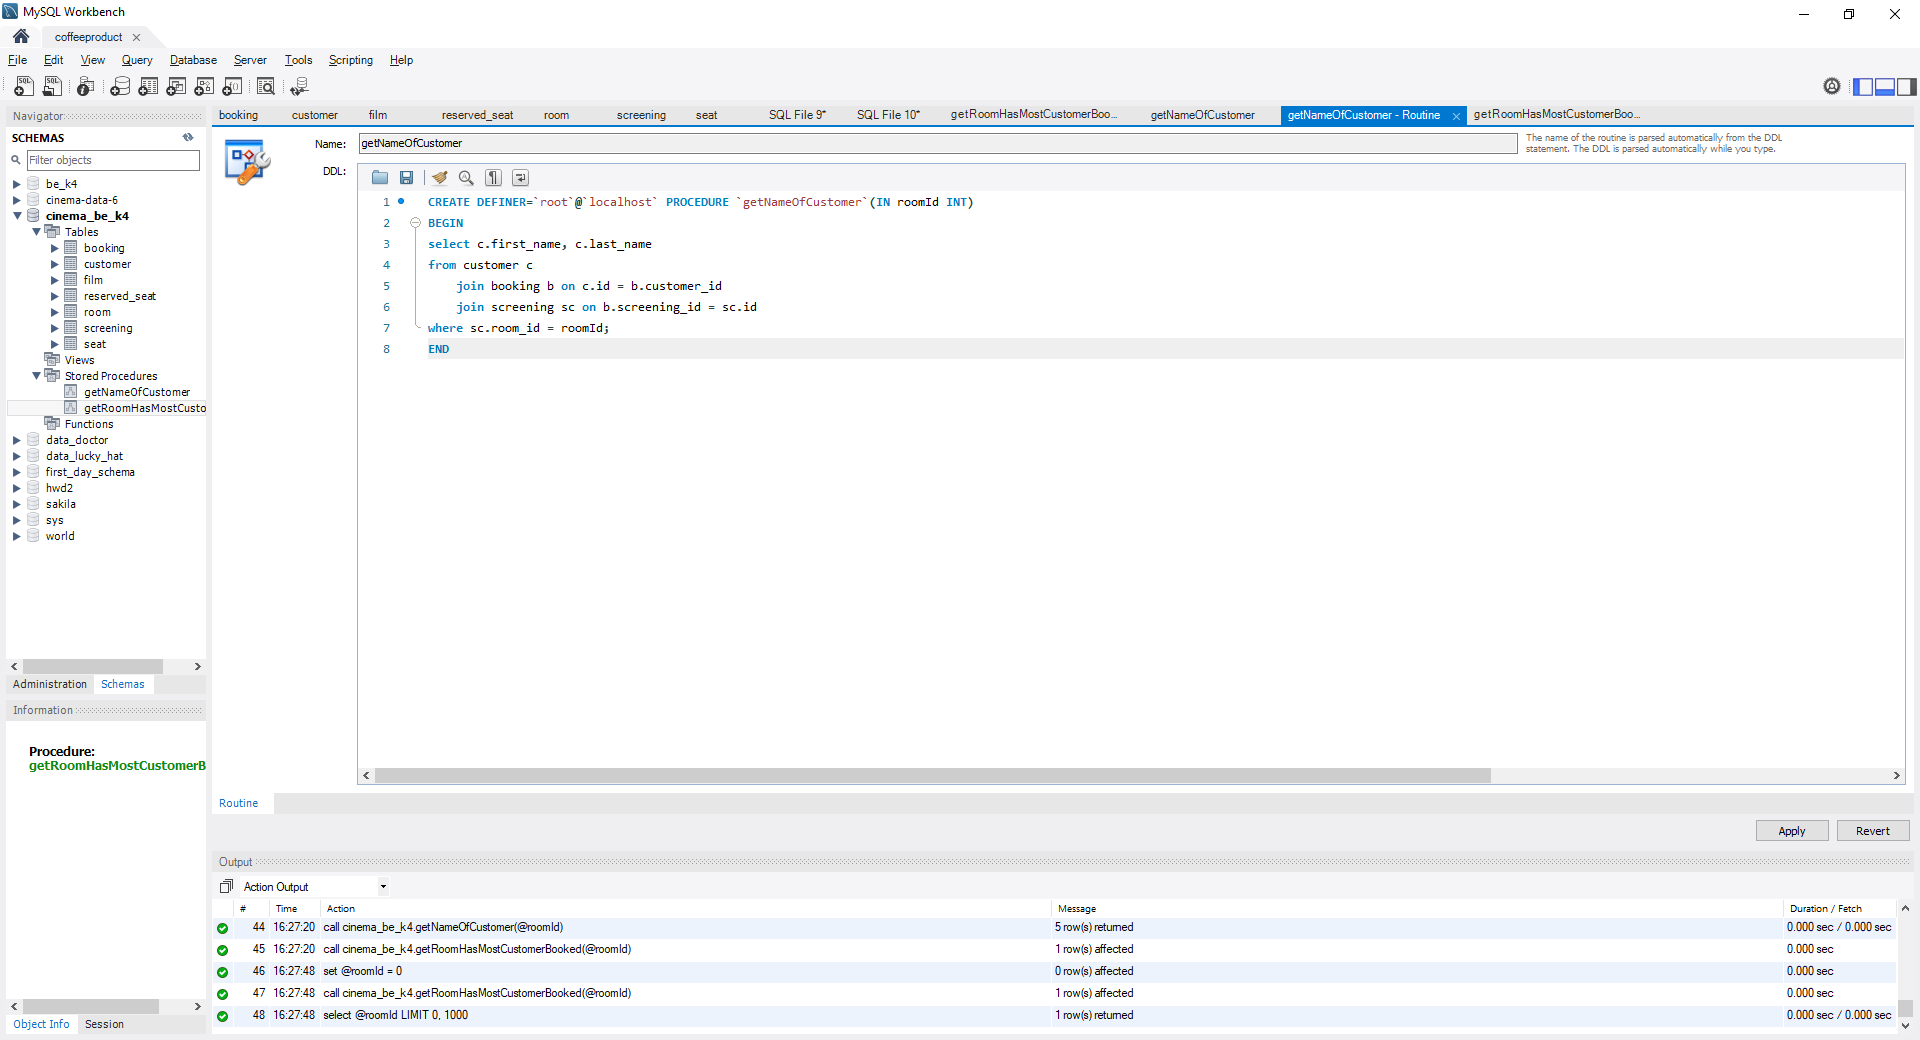 MySQL Workbench
coffeeproduct
File Edit View Query Database Server Tools Scripting Help
Navigator
SCHEMAS
Filter objects
be_k4
cinema-data-6
cinema_be_k4
Tables
booking
customer
film
reserved_seat
room
screening
seat
Views
Stored Procedures
getNameOfCustomer
getRoomHasMostCusto
Functions
data_doctor
data_lucky_hat
first_day_schema
hwd2
sakila
sys
world
Administration Schemas
Information
Procedure:
getRoomHasMostCustomerB
Object Info Session
booking customer film reserved_seat room screening seat SQL File 9* SQL File 10* getRoomHasMostCustomerBoo... getNameOfCustomer getNameOfCustomer - Routine getRoomHasMostCustomerBoo...
Name: getNameOfCustomer
The name of the routine is parsed automatically from the DDL
statement. The DDL is parsed automatically while you type.
DDL:
1 CREATE DEFINER=`root`@`localhost` PROCEDURE `getNameOfCustomer`(IN roomId INT)
2 BEGIN
3 select c.first_name, c.last_name
4 from customer c
5 join booking b on c.id = b.customer_id
6 join screening sc on b.screening_id = sc.id
7 where sc.room_id = roomId;
8 END
Routine
Apply Revert
Output
Action Output
# Time Action Message Duration / Fetch
44 16:27:20 call cinema_be_k4.getNameOfCustomer(@roomId) 5 row(s) returned 0.000 sec / 0.000 sec
45 16:27:20 call cinema_be_k4.getRoomHasMostCustomerBooked(@roomId) 1 row(s) affected 0.000 sec
46 16:27:48 set @roomId = 0 0 row(s) affected 0.000 sec
47 16:27:48 call cinema_be_k4.getRoomHasMostCustomerBooked(@roomId) 1 row(s) affected 0.000 sec
48 16:27:48 select @roomId LIMIT 0, 1000 1 row(s) returned 0.000 sec / 0.000 sec